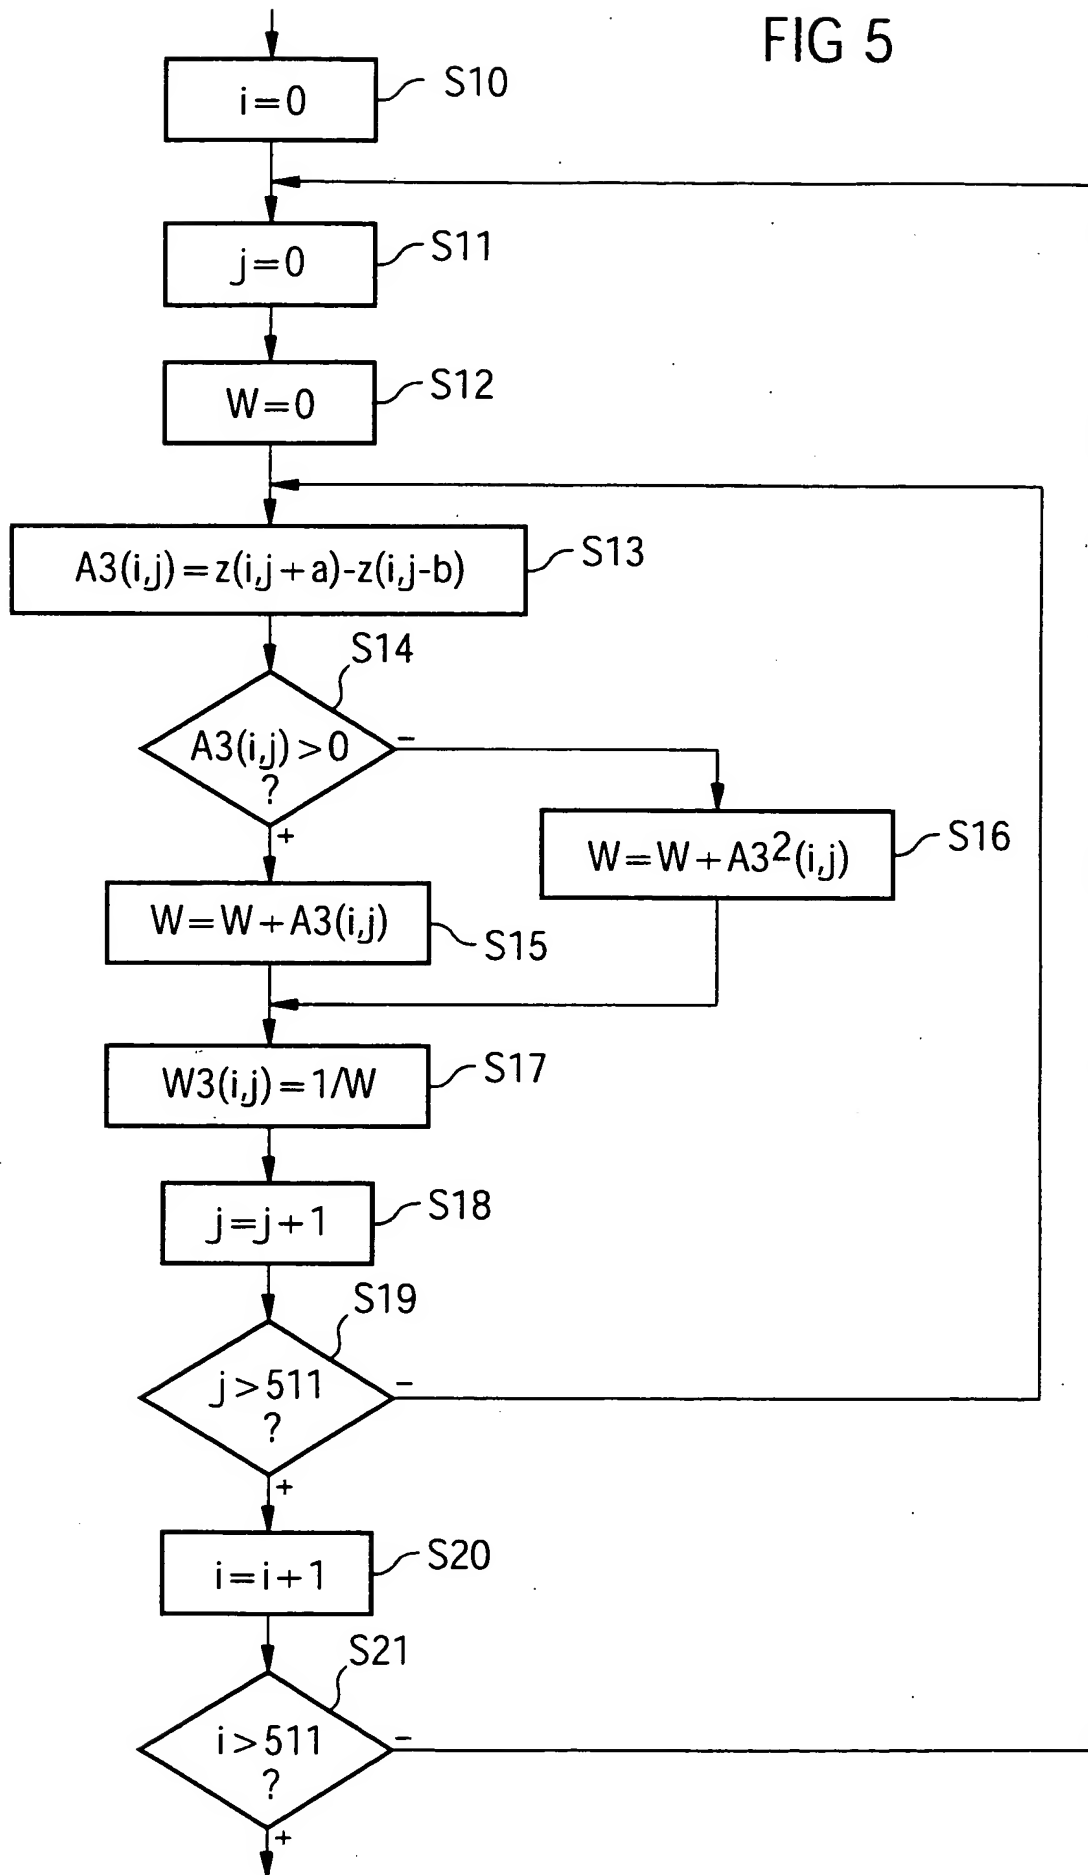 FIG 5
i=0
S10
j=0
S11
W=0
S12
A3(i,j)=z(i,j+a)-z(i,j-b)
S13
S14
A3(i,j)>0
?
-
+
W=W+A3²(i,j)
S16
W=W+A3(i,j)
S15
W3(i,j)=1/W
S17
j=j+1
S18
S19
j>511
?
-
+
i=i+1
S20
S21
i>511
?
-
+